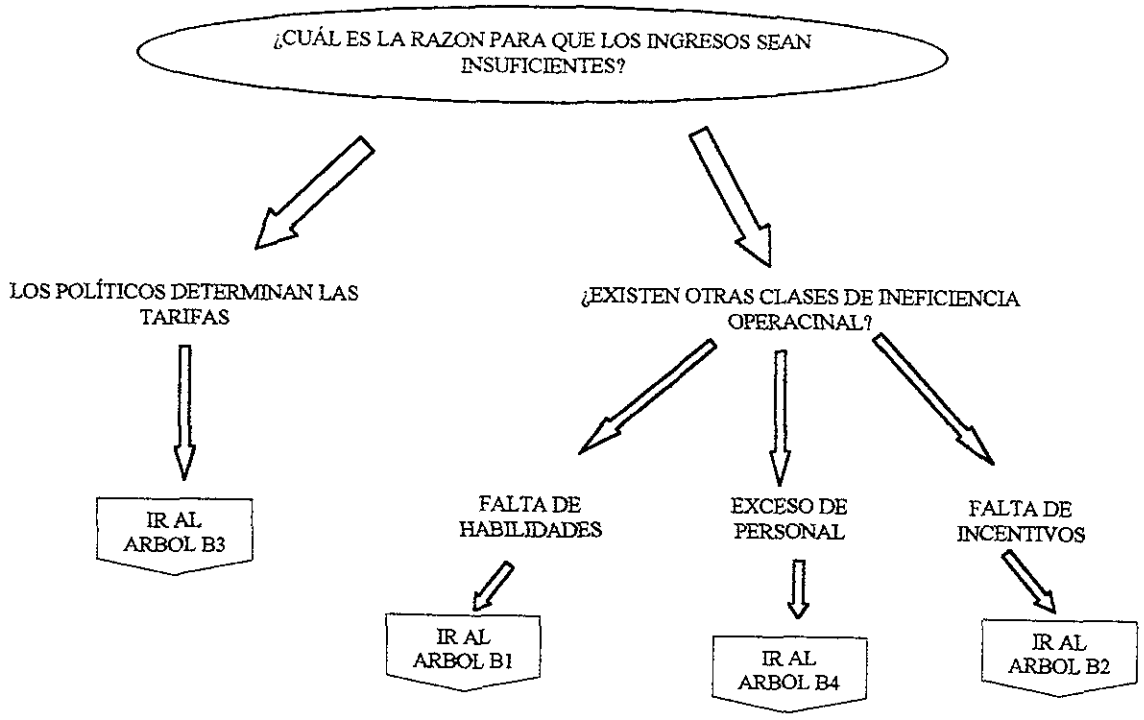 ¿CUÁL ES LA RAZON PARA QUE LOS INGRESOS SEAN
INSUFICIENTES?
LOS POLÍTICOS DETERMINAN LAS
TARIFAS
¿EXISTEN OTRAS CLASES DE INEFICIENCIA
OPERACINAL?
IR AL
ARBOL B3
FALTA DE
HABILIDADES
EXCESO DE
PERSONAL
FALTA DE
INCENTIVOS
IR AL
ARBOL B1
IR AL
ARBOL B4
IR AL
ARBOL B2